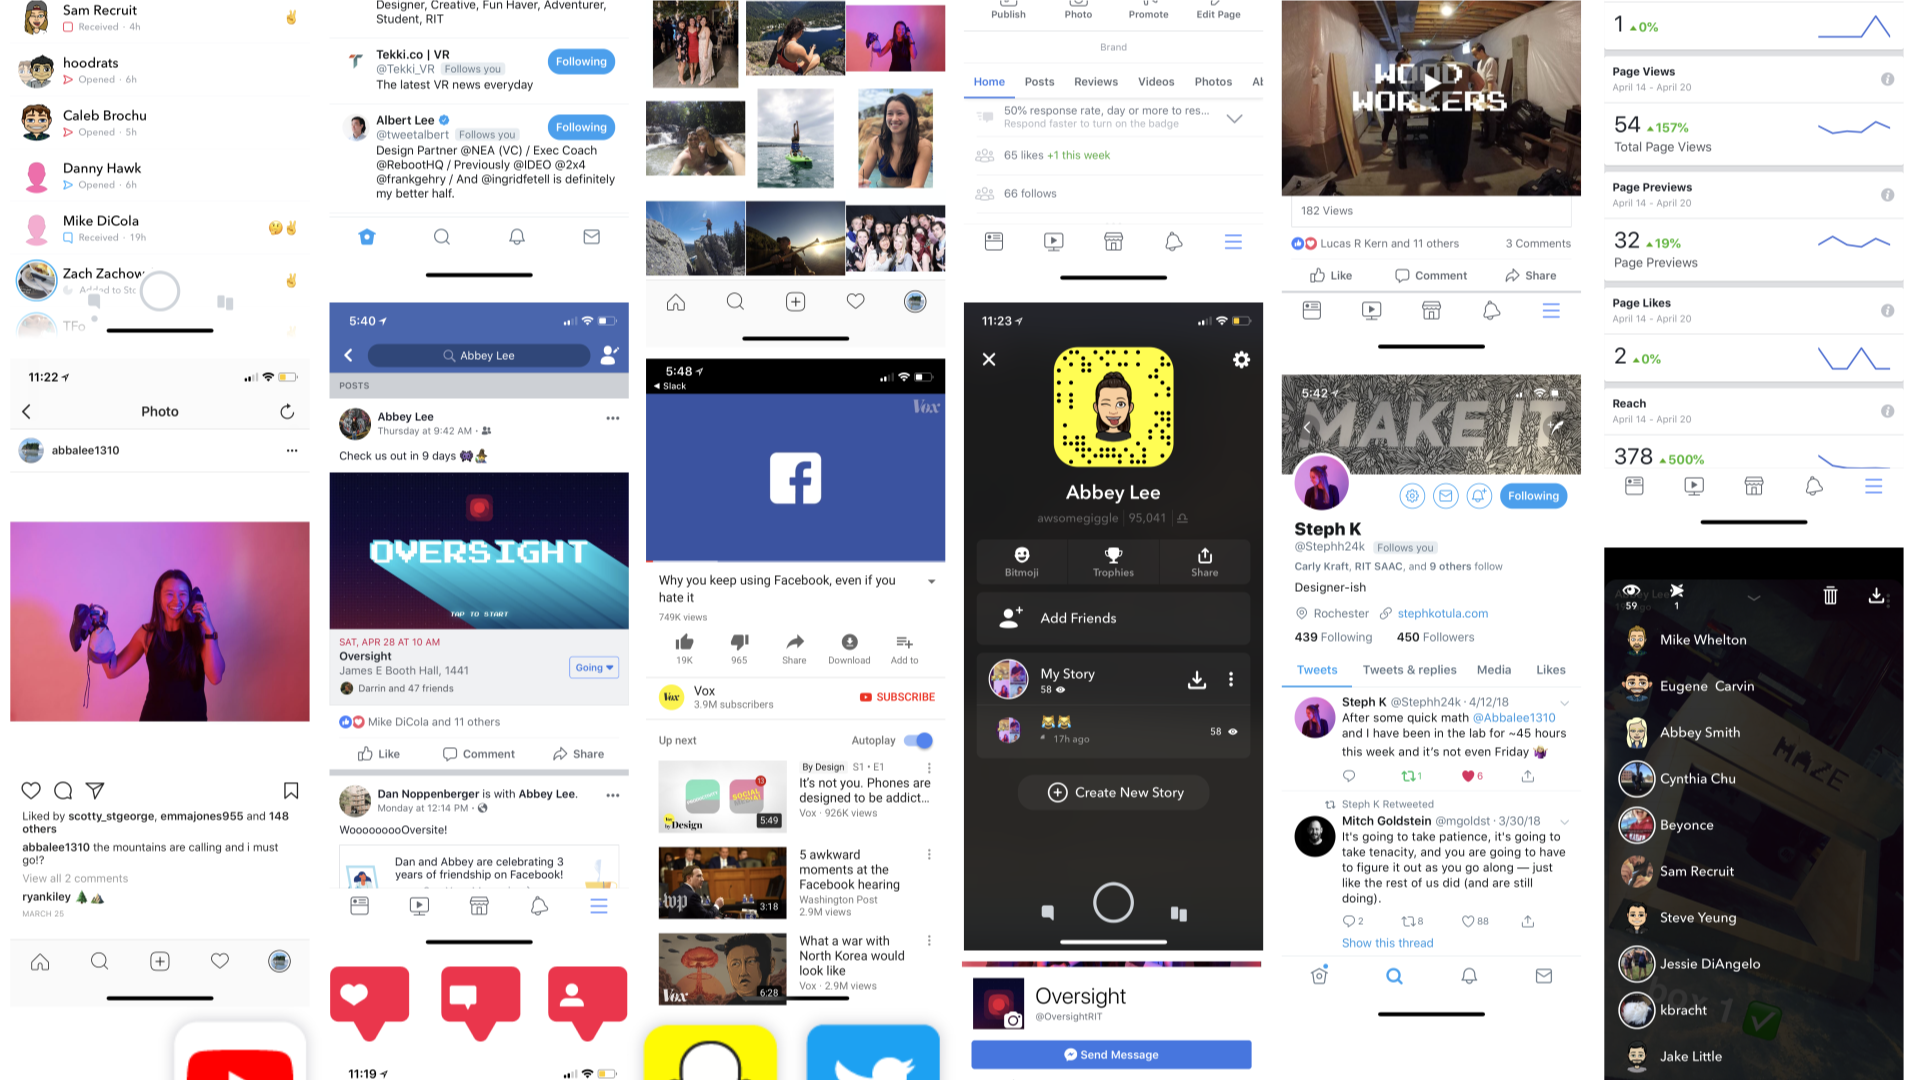 Sam Recruit
Received · 4h
hoodrats
Opened · 6h
Caleb Brochu
Opened · 5h
Danny Hawk
Opened · 6h
Mike DiCola
Received · 19h
Zach Zachow
Added to Sto
TFo
11:22
Photo
abbalee1310
Liked by scotty_stgeorge, emmajones955 and 148
others
abbalee1310 the mountains are calling and i must
go!?
View all 2 comments
ryankiley
MARCH 25
Designer, Creative, Fun Haver, Adventurer,
Student, RIT
Tekki.co | VR
@Tekki_VR Follows you
Following
The latest VR news everyday
Albert Lee
@tweetalbert Follows you
Following
Design Partner @NEA (VC) / Exec Coach
@RebootHQ / Previously @IDEO @2x4
@frankgehry / And @ingridfetell is definitely
my better half.
5:40
Abbey Lee
POSTS
Abbey Lee
Thursday at 9:42 AM ·
Check us out in 9 days
OVERSIGHT
TAP TO START
SAT, APR 28 AT 10 AM
Oversight
James E Booth Hall, 1441
Going
Darrin and 47 friends
Mike DiCola and 11 others
Like Comment Share
Dan Noppenberger is with Abbey Lee.
Monday at 12:14 PM ·
WooooooooOversite!
Dan and Abbey are celebrating 3
years of friendship on Facebook!
11:19
5:48
Slack
Vox
Why you keep using Facebook, even if you
hate it
749K views
19K 965 Share Download Add to
Vox
Vox
3.9M subscribers
SUBSCRIBE
Up next
Autoplay
By Design S1 · E1
It's not you. Phones are
designed to be addict...
Vox · 926K views
by Design
5:49
5 awkward
moments at the
Facebook hearing
Washington Post
2.9M views
wp
3:18
What a war with
North Korea would
look like
Vox · 2.9M views
Vox
6:28
Publish Photo Promote Edit Page
Brand
Home Posts Reviews Videos Photos Al
50% response rate, day or more to res...
Respond faster to turn on the badge
65 likes +1 this week
66 follows
11:23
Abbey Lee
awsomegiggle 95,041
Bitmoji Trophies Share
Add Friends
My Story
58
17h ago
58
Create New Story
Oversight
@OversightRIT
Send Message
WOOD
WORKERS
182 Views
Lucas R Kern and 11 others
3 Comments
Like Comment Share
5:42
MAKE IT
Following
Steph K
@Stephh24k Follows you
Carly Kraft, RIT SAAC, and 9 others follow
Designer-ish
Rochester stephkotula.com
439 Following 450 Followers
Tweets Tweets & replies Media Likes
Steph K @Stephh24k · 4/12/18
After some quick math @Abbalee1310
and I have been in the lab for ~45 hours
this week and it's not even Friday
1 6
Steph K Retweeted
Mitch Goldstein @mgoldst · 3/30/18
It's going to take patience, it's going to
take tenacity, and you are going to have
to figure it out as you go along — just
like the rest of us did (and are still
doing).
2 8 88
Show this thread
1 0%
Page Views
April 14 - April 20
54 157%
Total Page Views
Page Previews
April 14 - April 20
32 19%
Page Previews
Page Likes
April 14 - April 20
2 0%
Reach
April 14 - April 20
378 500%
59 1
Mike Whelton
Eugene Carvin
Abbey Smith
MAZE
Cynthia Chu
Beyonce
Sam Recruit
Steve Yeung
Jessie DiAngelo
kbracht
Jake Little